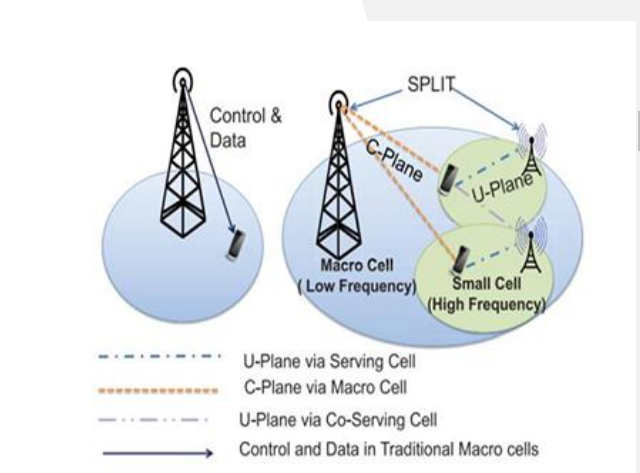 SPLIT
Control &
Data
C-Plane
U-Plane
Macro Cell
( Low Frequency)
Small Cell
(High Frequency)
U-Plane via Serving Cell
C-Plane via Macro Cell
U-Plane via Co-Serving Cell
Control and Data in Traditional Macro cells